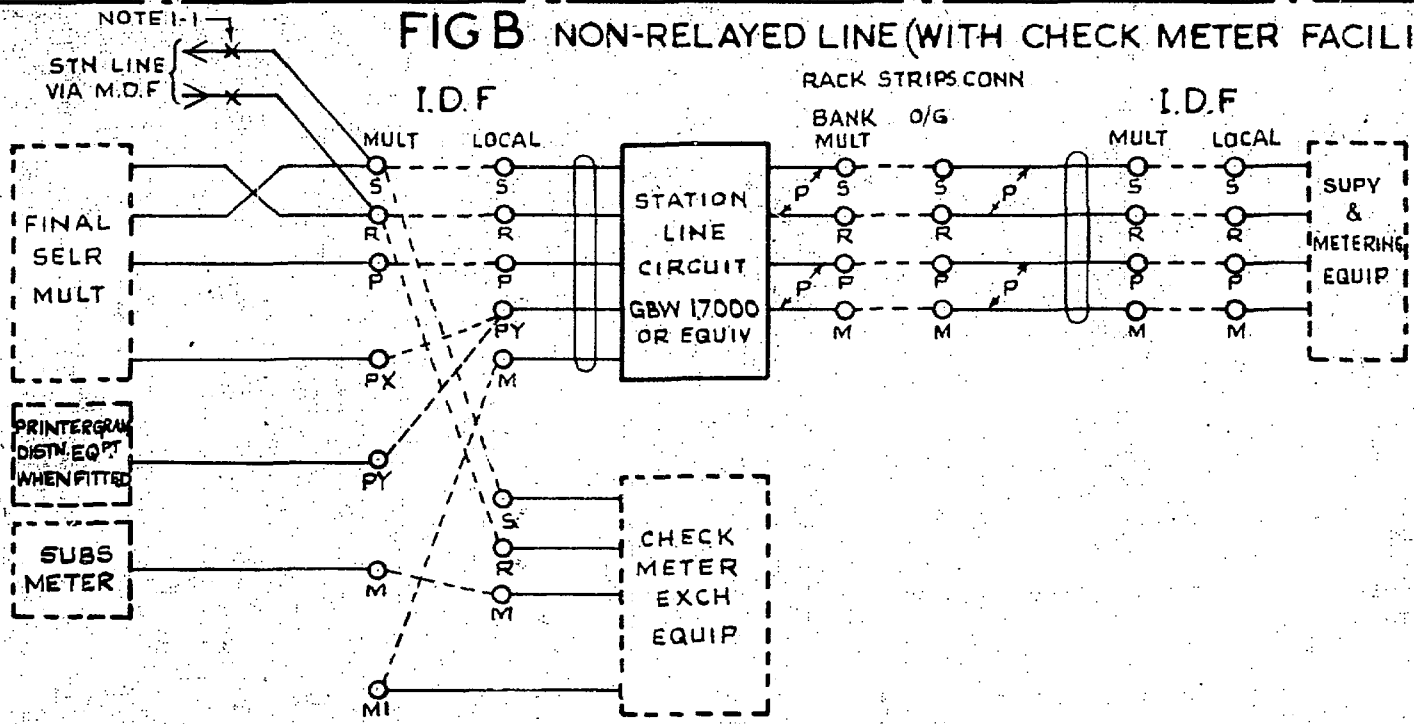 NOTE 1-1
FIG B NON-RELAYED LINE (WITH CHECK METER FACILI
STN LINE
VIA M.D.F
I.D.F
RACK STRIPS CONN
I.D.F
MULT
LOCAL
BANK
MULT
O/G
MULT
LOCAL
S
S
S
S
S
S
R
R
R
R
R
R
P
P
P
P
P
P
P
P
P
P
PX
PY
M
M
M
M
M
FINAL
SELR
MULT
STATION
LINE
CIRCUIT
GBW 17000
OR EQUIV
SUPY
&
METERING
EQUIP
PRINTERGRAM
DISTN. EQPT
WHEN FITTED
PY
SUBS
METER
M
S
R
M
MI
CHECK
METER
EXCH
EQUIP